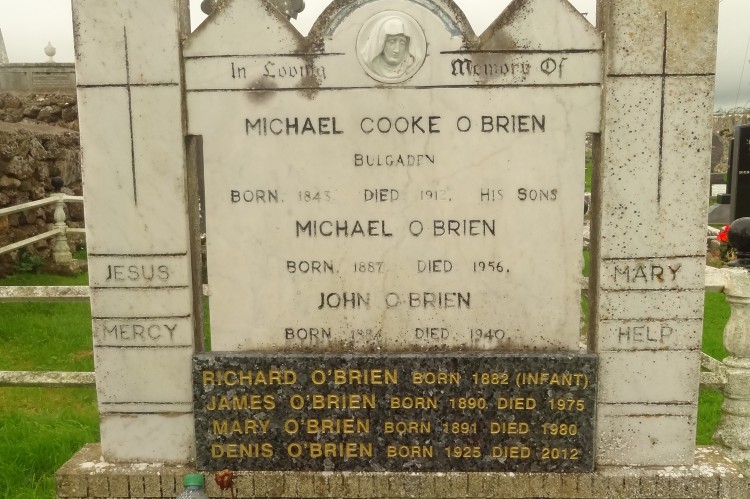 In Loving Memory Of
MICHAEL COOKE O BRIEN
BULGADEN
BORN. 1843. DIED 1912. HIS SONS
MICHAEL O BRIEN
BORN. 1887. DIED 1956.
JOHN O BRIEN
BORN 1884 DIED 1940
JESUS
MERCY
MARY
HELP
RICHARD O'BRIEN BORN 1882 (INFANT)
JAMES O'BRIEN BORN 1890. DIED 1975
MARY O'BRIEN BORN 1891 DIED 1980
DENIS O'BRIEN BORN 1925 DIED 2012